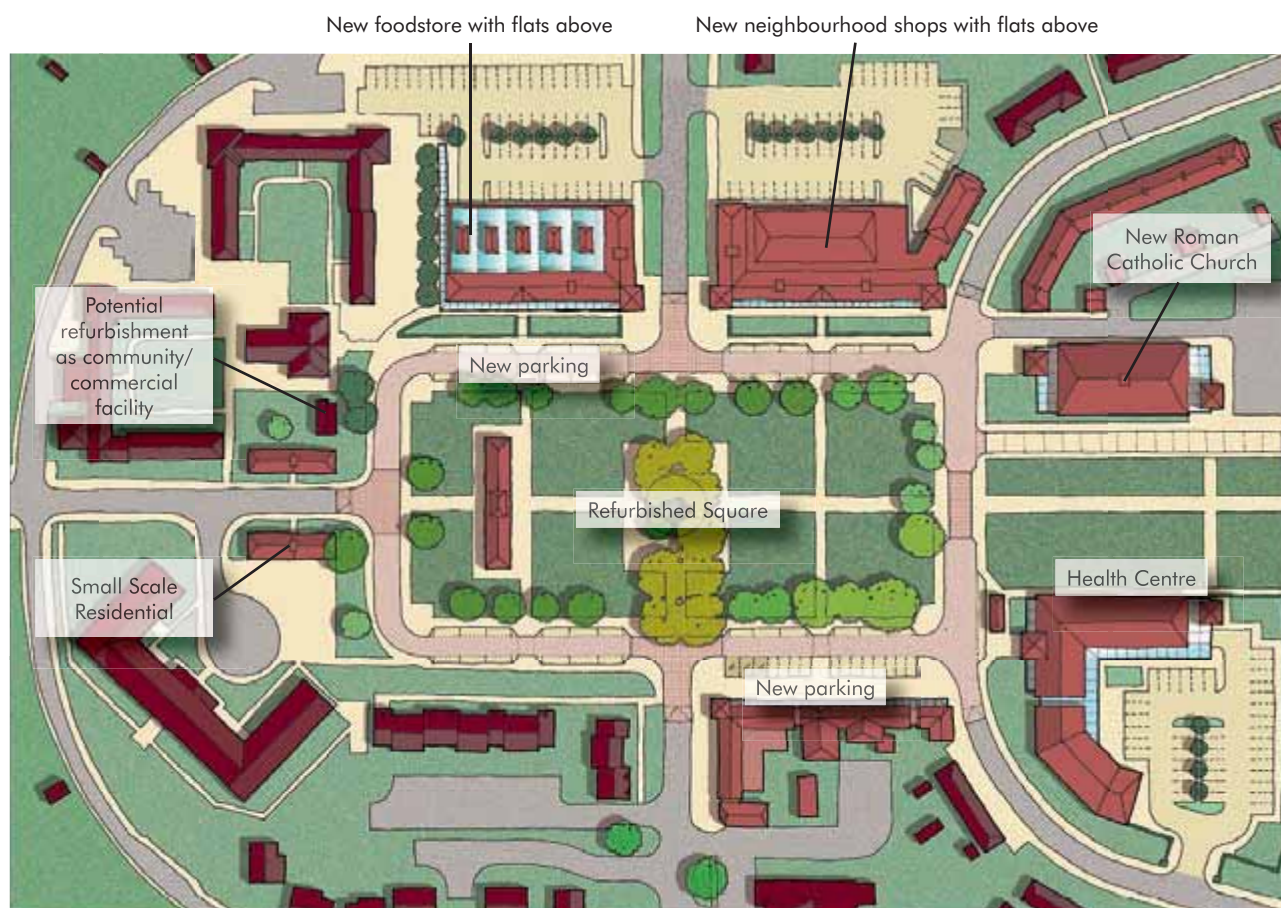 New foodstore with flats above
New neighbourhood shops with flats above
New Roman
Catholic Church
Potential
refurbishment
as community/
commercial
facility
New parking
Refurbished Square
Small Scale
Residential
Health Centre
New parking